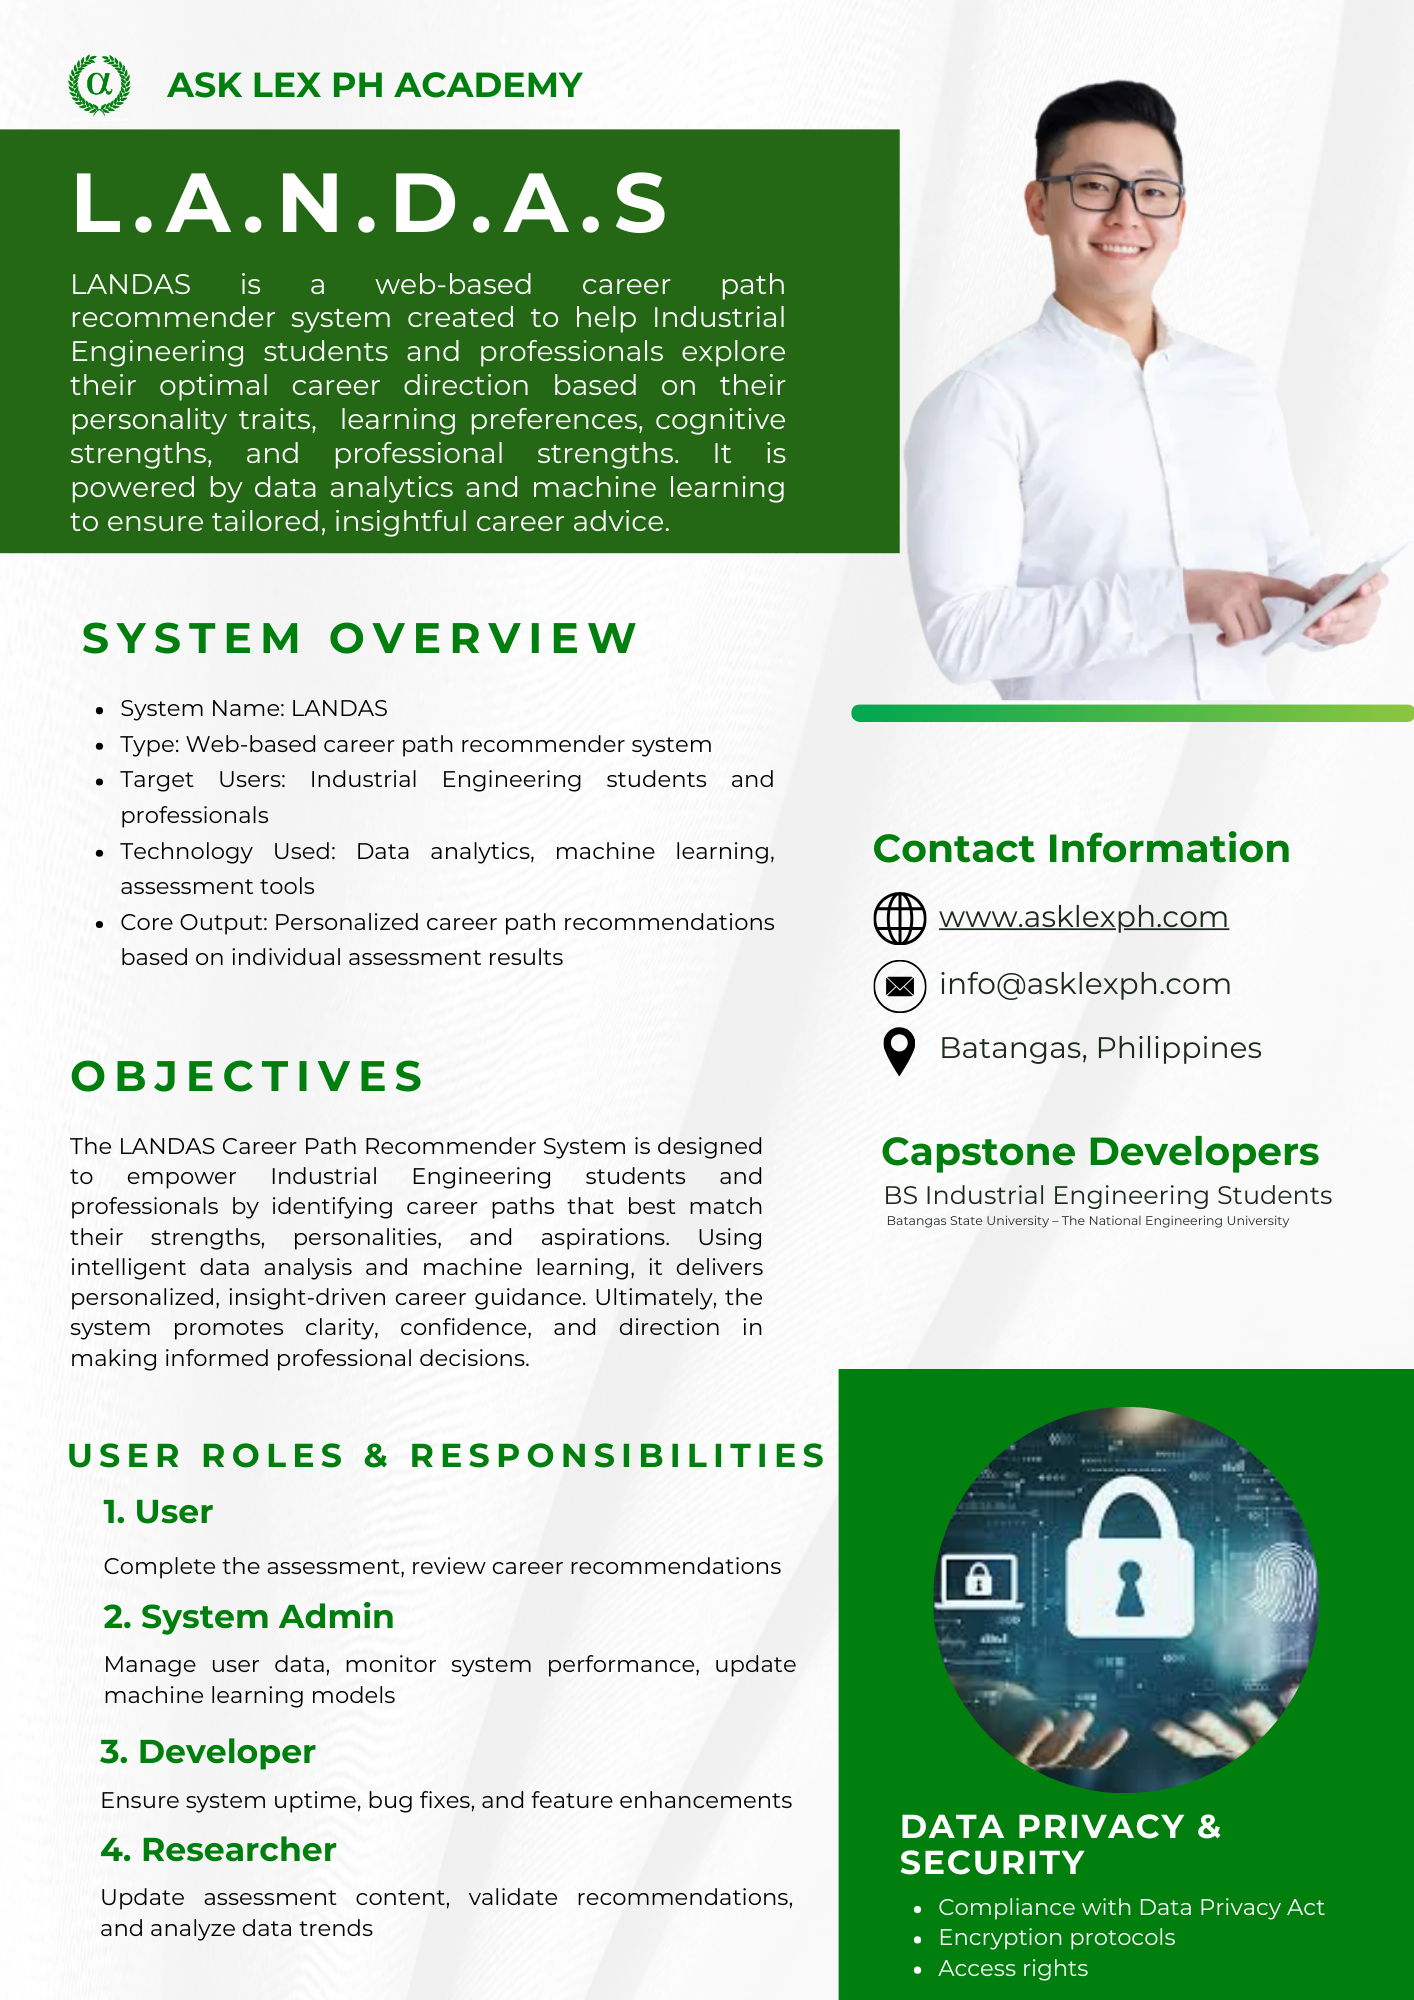 α
ASK LEX PH ACADEMY
L.A.N.D.A.S
LANDAS is a web-based career path
recommender system created to help Industrial
Engineering students and professionals explore
their optimal career direction based on their
personality traits, learning preferences, cognitive
strengths, and professional strengths. It is
powered by data analytics and machine learning
to ensure tailored, insightful career advice.
SYSTEM OVERVIEW
• System Name: LANDAS
• Type: Web-based career path recommender system
• Target Users: Industrial Engineering students and
professionals
• Technology Used: Data analytics, machine learning,
assessment tools
• Core Output: Personalized career path recommendations
based on individual assessment results
OBJECTIVES
The LANDAS Career Path Recommender System is designed
to empower Industrial Engineering students and
professionals by identifying career paths that best match
their strengths, personalities, and aspirations. Using
intelligent data analysis and machine learning, it delivers
personalized, insight-driven career guidance. Ultimately, the
system promotes clarity, confidence, and direction in
making informed professional decisions.
USER ROLES & RESPONSIBILITIES
1. User
Complete the assessment, review career recommendations
2. System Admin
Manage user data, monitor system performance, update
machine learning models
3. Developer
Ensure system uptime, bug fixes, and feature enhancements
4. Researcher
Update assessment content, validate recommendations,
and analyze data trends
Contact Information
www.asklexph.com
info@asklexph.com
Batangas, Philippines
Capstone Developers
BS Industrial Engineering Students
Batangas State University – The National Engineering University
DATA PRIVACY &
SECURITY
• Compliance with Data Privacy Act
• Encryption protocols
• Access rights